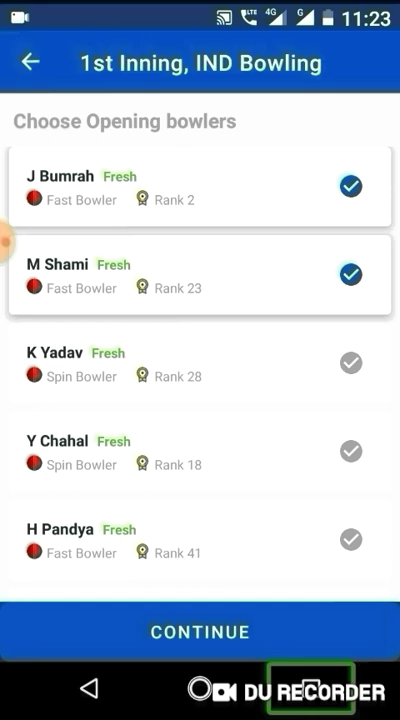 LTE 4G G 11:23
1st Inning, IND Bowling
Choose Opening bowlers
J Bumrah Fresh
Fast Bowler Rank 2
M Shami Fresh
Fast Bowler Rank 23
K Yadav Fresh
Spin Bowler Rank 28
Y Chahal Fresh
Spin Bowler Rank 18
H Pandya Fresh
Fast Bowler Rank 41
CONTINUE
DU RECORDER